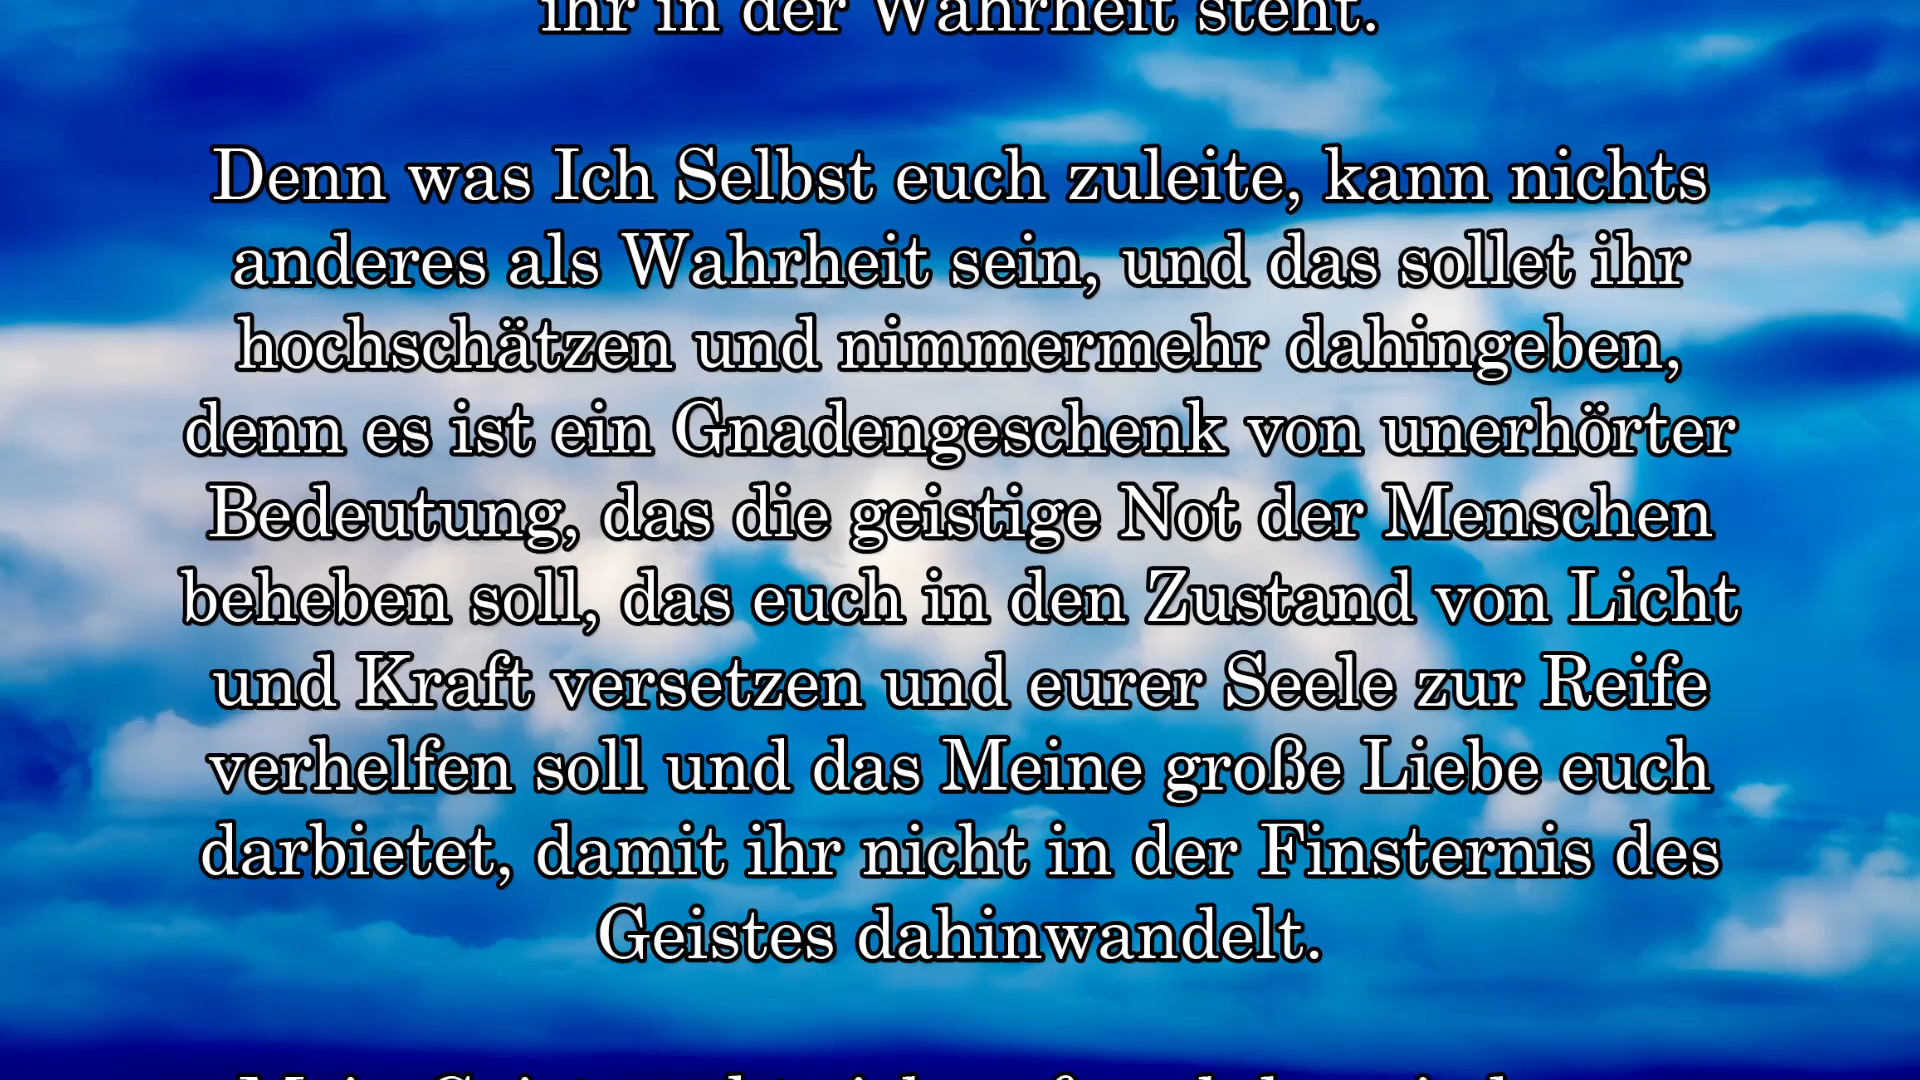 ihr in der Wahrheit steht.
Denn was Ich Selbst euch zuleite, kann nichts
anderes als Wahrheit sein, und das sollet ihr
hochschätzen und nimmermehr dahingeben,
denn es ist ein Gnadengeschenk von unerhörter
Bedeutung, das die geistige Not der Menschen
beheben soll, das euch in den Zustand von Licht
und Kraft versetzen und eurer Seele zur Reife
verhelfen soll und das Meine große Liebe euch
darbietet, damit ihr nicht in der Finsternis des
Geistes dahinwandelt.